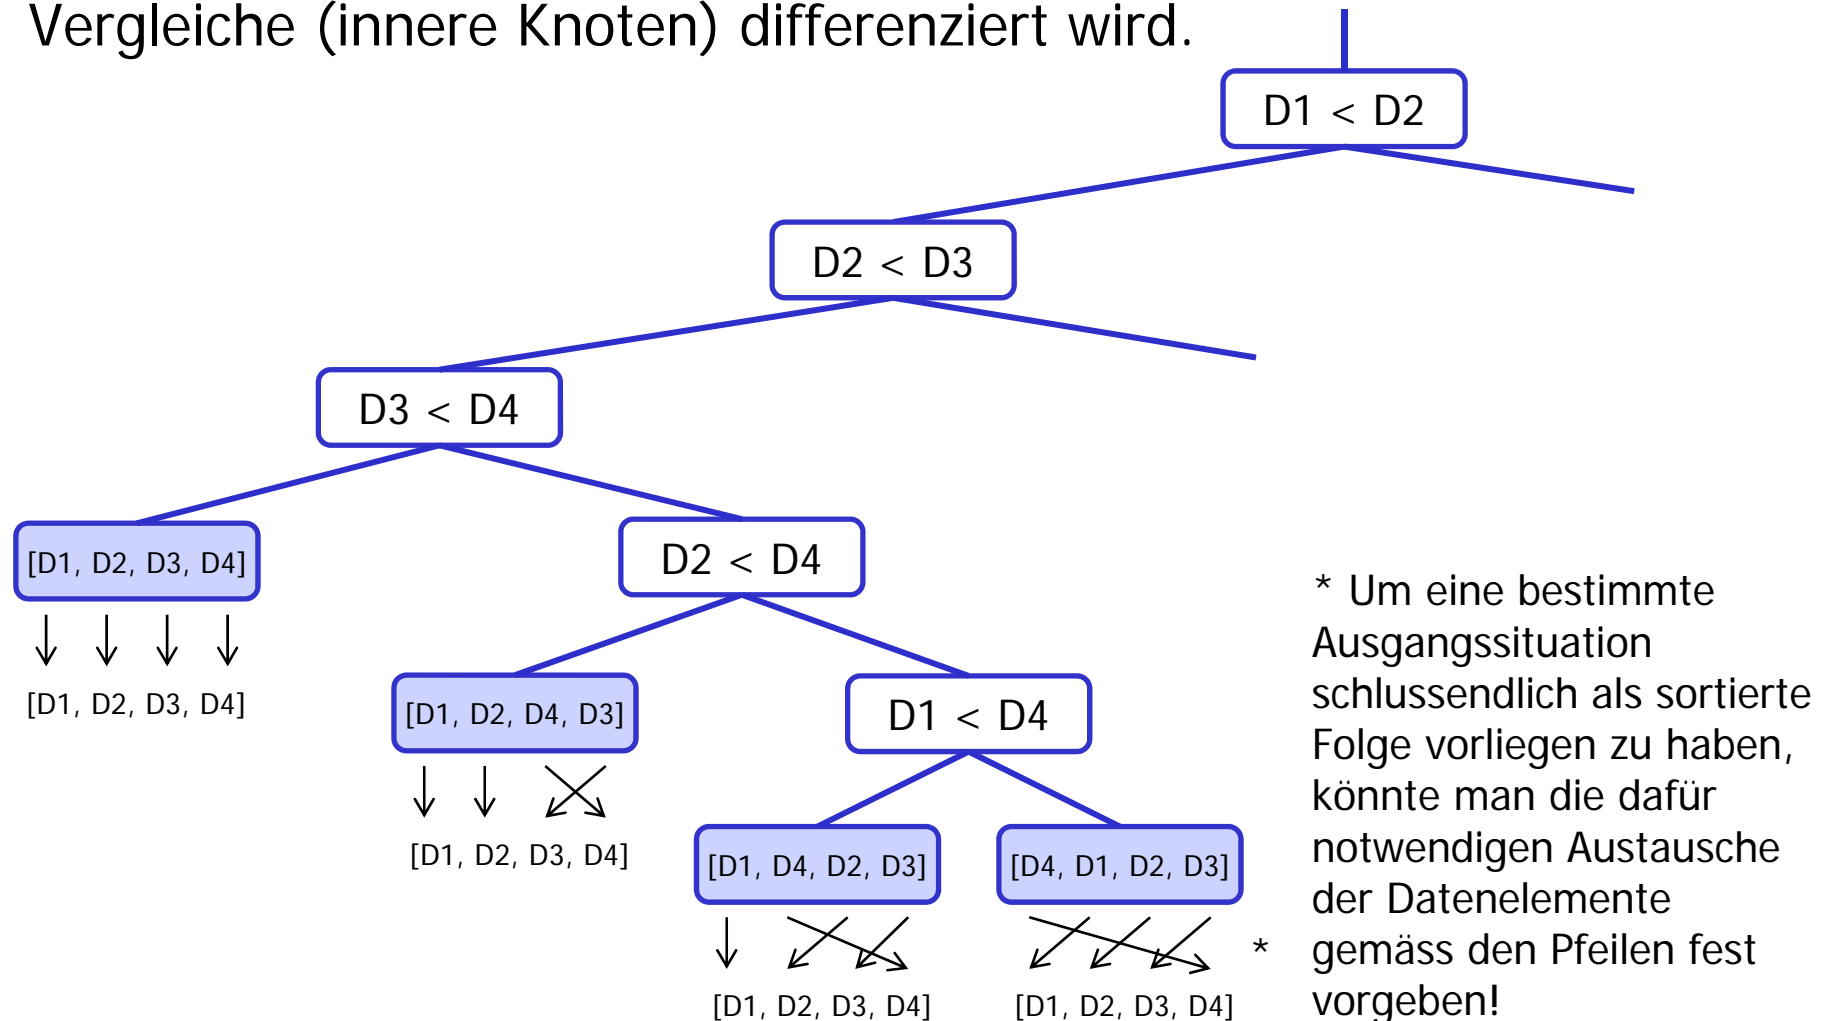 Vergleiche (innere Knoten) differenziert wird.
D1 < D2
D2 < D3
D3 < D4
[D1, D2, D3, D4]
D2 < D4
[D1, D2, D3, D4]
[D1, D2, D4, D3]
D1 < D4
[D1, D2, D3, D4]
[D1, D4, D2, D3]
[D4, D1, D2, D3]
*
[D1, D2, D3, D4]
[D1, D2, D3, D4]
* Um eine bestimmte
Ausgangssituation
schlussendlich als sortierte
Folge vorliegen zu haben,
könnte man die dafür
notwendigen Austausche
der Datenelemente
gemäss den Pfeilen fest
vorgeben!